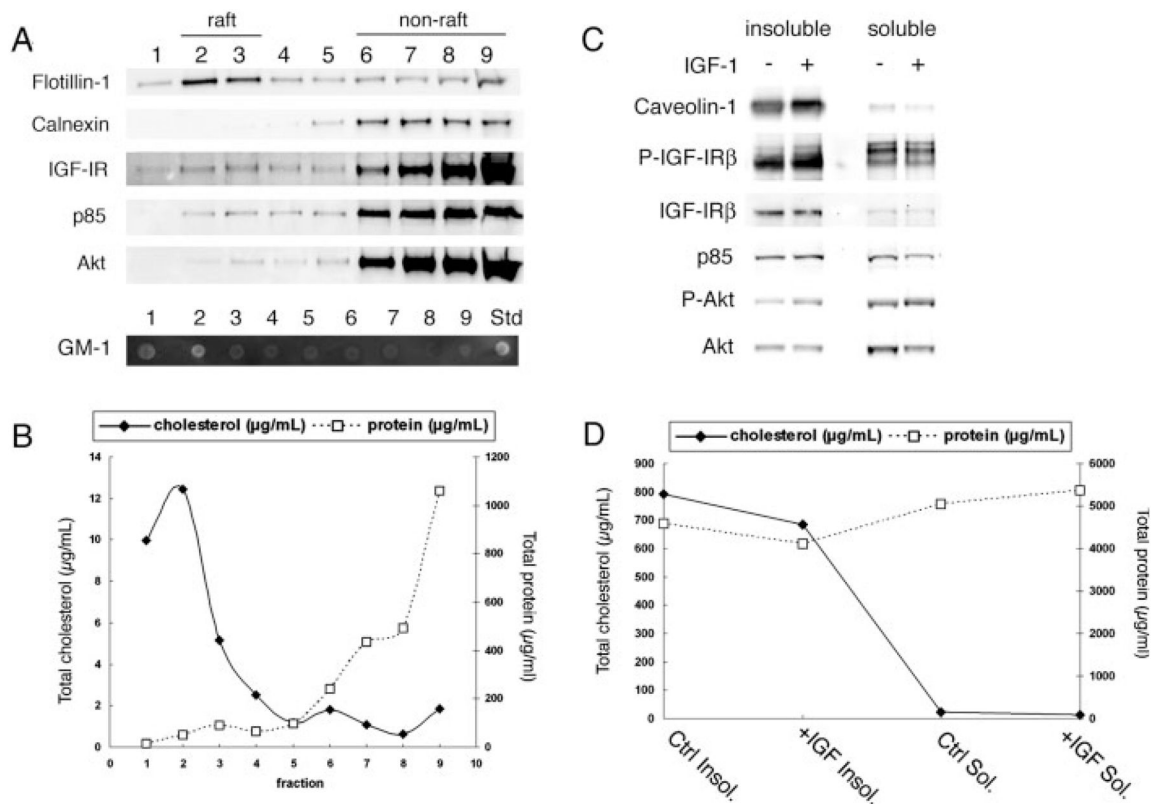 A
raft
non-raft
1 2 3 4 5 6 7 8 9
Flotillin-1
Calnexin
IGF-IR
p85
Akt
1 2 3 4 5 6 7 8 9 Std
GM-1
B
cholesterol (µg/mL) protein (µg/mL)
Total cholesterol (µg/mL)
14
12
10
8
6
4
2
0
1200
1000
800
600
400
200
0
Total protein (µg/ml)
0 1 2 3 4 5 6 7 8 9 10
fraction
C
insoluble soluble
IGF-1 - + - +
Caveolin-1
P-IGF-IRβ
IGF-IRβ
p85
P-Akt
Akt
D
cholesterol (µg/mL) protein (µg/mL)
Total cholesterol (µg/mL)
900
800
700
600
500
400
300
200
100
0
6000
5000
4000
3000
2000
1000
0
Total protein (µg/ml)
Ctrl Insol.
+IGF Insol.
Ctrl Sol.
+IGF Sol.